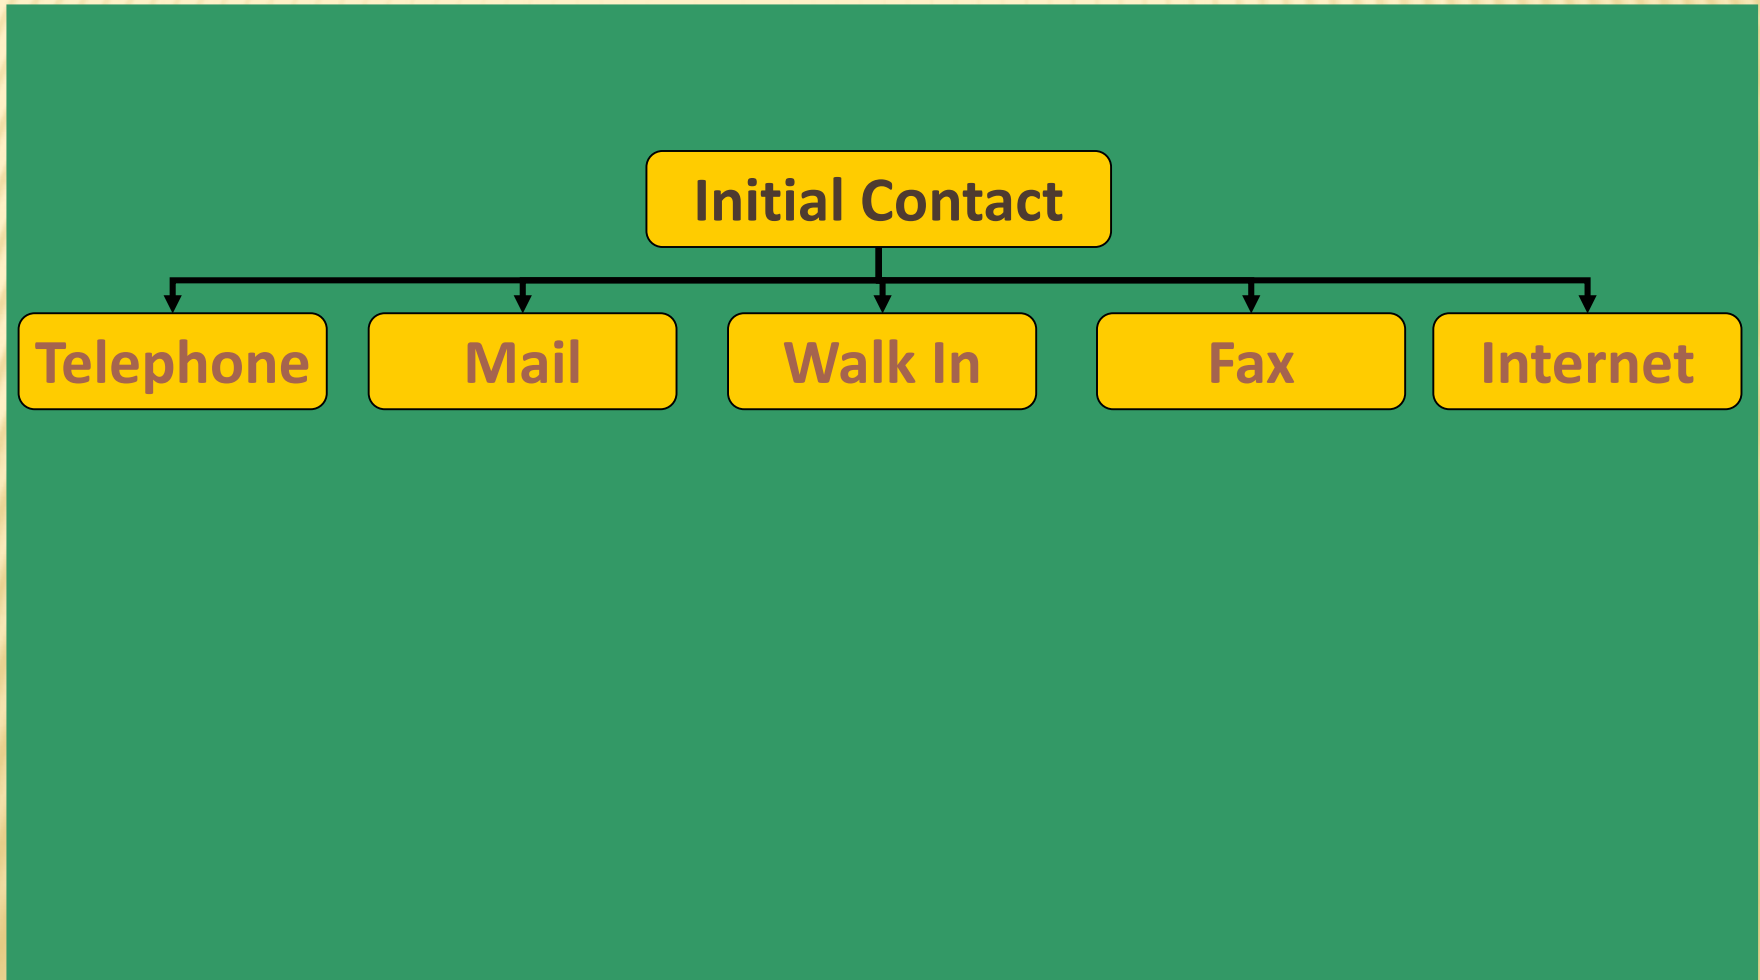 Initial Contact
Telephone
Mail
Walk In
Fax
Internet